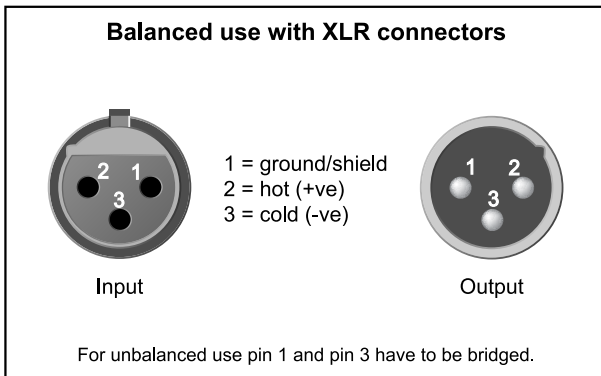 Balanced use with XLR connectors
2 1
3
1 = ground/shield
2 = hot (+ve)
3 = cold (-ve)
1 2
3
Input
Output
For unbalanced use pin 1 and pin 3 have to be bridged.